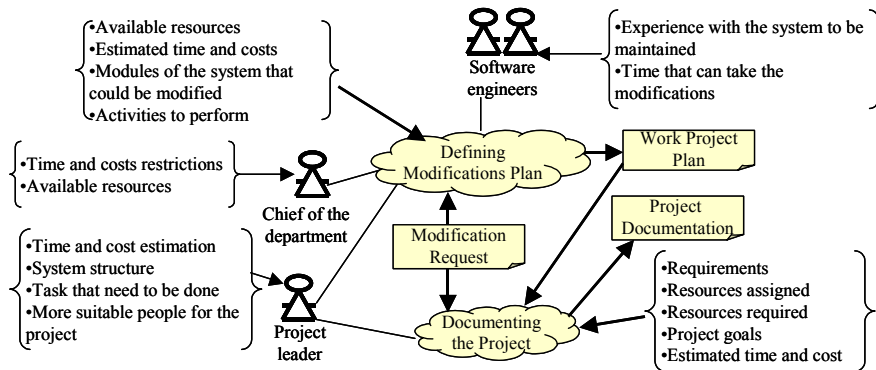 •Available resources
•Estimated time and costs
•Modules of the system that
could be modified
•Activities to perform
Software
engineers
•Experience with the system to be
maintained
•Time that can take the
modifications
•Time and costs restrictions
•Available resources
Chief of the
department
Defining
Modifications Plan
Work Project
Plan
Project
Documentation
Modification
Request
•Time and cost estimation
•System structure
•Task that need to be done
•More suitable people for the
project
Project
leader
Documenting
the Project
•Requirements
•Resources assigned
•Resources required
•Project goals
•Estimated time and cost